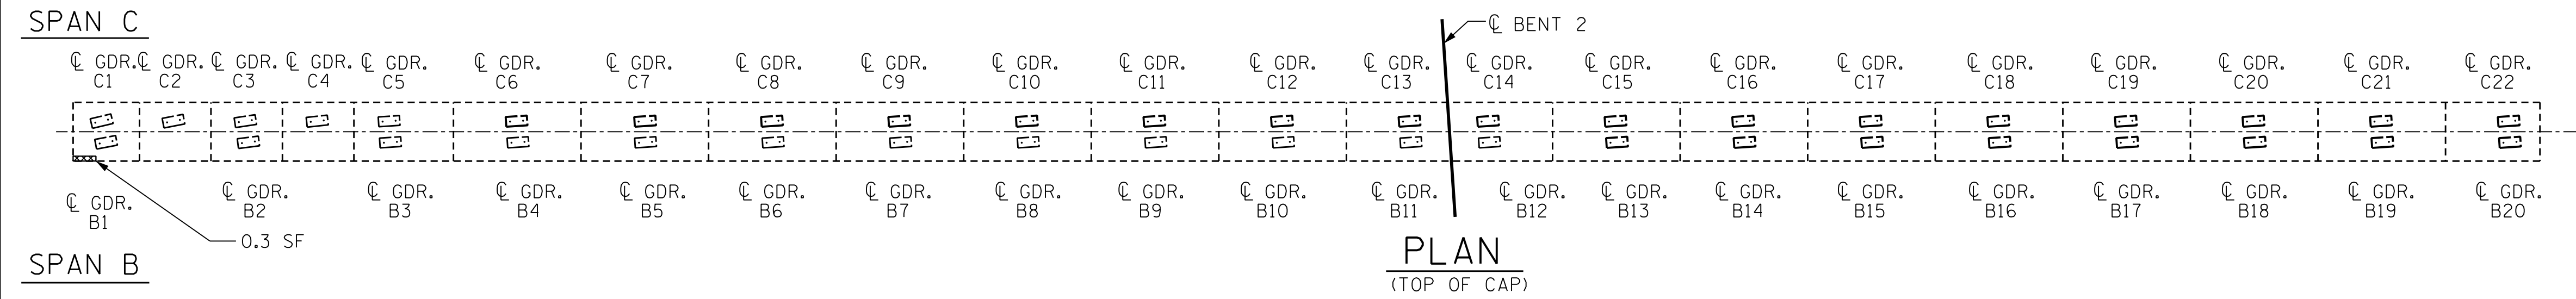 SPAN C
℄ BENT 2
℄ GDR. ℄ GDR. ℄ GDR. ℄ GDR. ℄ GDR. ℄ GDR. ℄ GDR. ℄ GDR. ℄ GDR. ℄ GDR. ℄ GDR. ℄ GDR. ℄ GDR. ℄ GDR. ℄ GDR. ℄ GDR. ℄ GDR. ℄ GDR. ℄ GDR. ℄ GDR. ℄ GDR. ℄ GDR.
C1 C2 C3 C4 C5 C6 C7 C8 C9 C10 C11 C12 C13 C14 C15 C16 C17 C18 C19 C20 C21 C22
℄ GDR. ℄ GDR. ℄ GDR. ℄ GDR. ℄ GDR. ℄ GDR. ℄ GDR. ℄ GDR. ℄ GDR. ℄ GDR. ℄ GDR. ℄ GDR. ℄ GDR. ℄ GDR. ℄ GDR. ℄ GDR. ℄ GDR. ℄ GDR. ℄ GDR. ℄ GDR.
B1 B2 B3 B4 B5 B6 B7 B8 B9 B10 B11 B12 B13 B14 B15 B16 B17 B18 B19 B20
0.3 SF
SPAN B
PLAN
(TOP OF CAP)